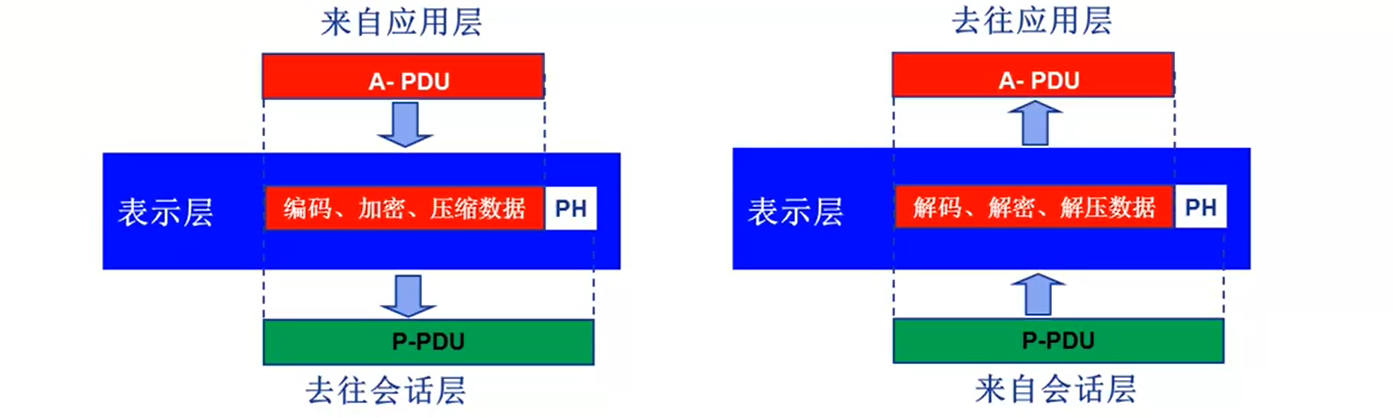 来自应用层
A- PDU
表示层
编码、加密、压缩数据
PH
P-PDU
去往会话层
去往应用层
A- PDU
表示层
解码、解密、解压数据
PH
P-PDU
来自会话层